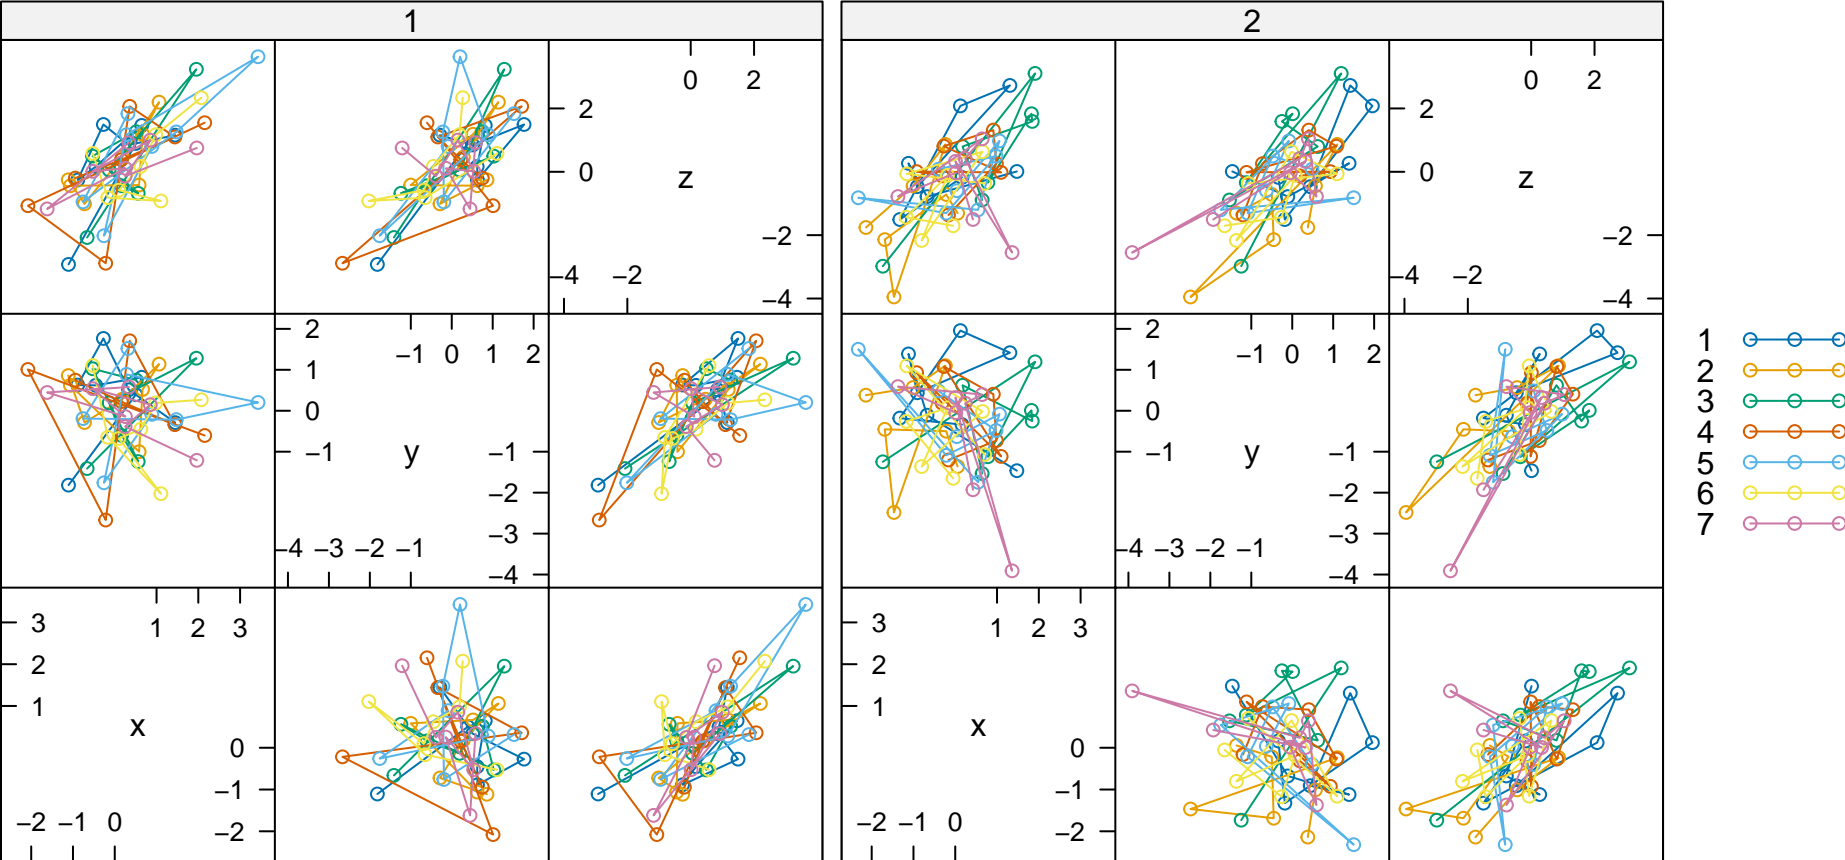 1 2
0 2 0 2
2 2
0 z 0 z
−2 −2
−4 −2 −4 −2
−4 −4
2 −1 0 1 2 2 −1 0 1 2
1 1
0 0
−1 y −1 −1 y −1
−2 −2
−3 −3
−4 −3 −2 −1 −4 −3 −2 −1
−4 −4
1
2
3
4
5
6
7
3 1 2 3 3 1 2 3
2 2
1 x 1 x
0 0
−1 −1
−2 −1 0 −2 −2 −1 0 −2